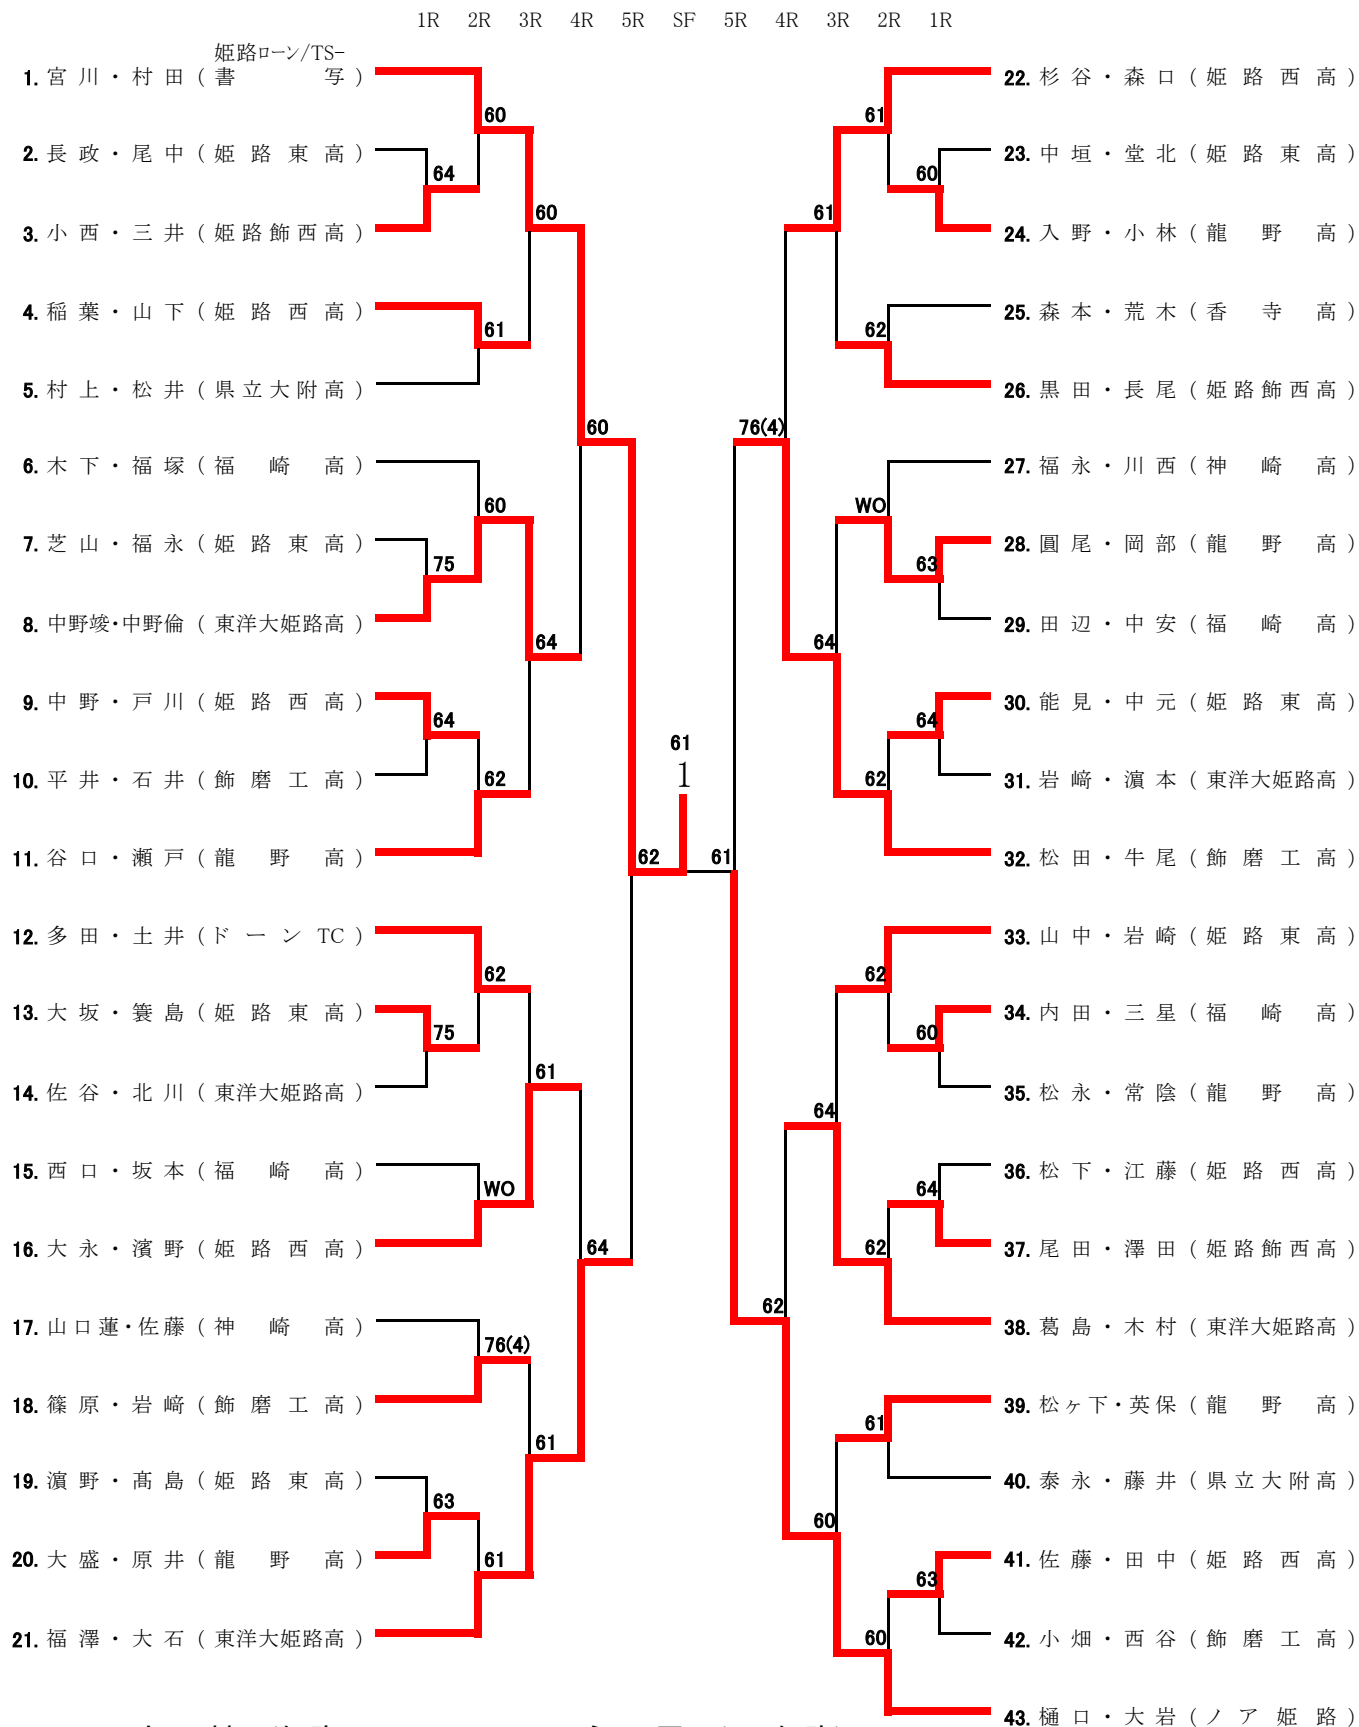 1R 2R 3R 4R 5R SF 5R 4R 3R 2R 1R
姫路ローン/TS-
1. 宮川・村田(書写)
2. 長政・尾中(姫路東高)
3. 小西・三井(姫路飾西高)
4. 稲葉・山下(姫路西高)
5. 村上・松井(県立大附高)
6. 木下・福塚(福崎高)
7. 芝山・福永(姫路東高)
8. 中野竣・中野倫(東洋大姫路高)
9. 中野・戸川(姫路西高)
10. 平井・石井(飾磨工高)
11. 谷口・瀬戸(龍野高)
12. 多田・土井(ドーンTC)
13. 大坂・簑島(姫路東高)
14. 佐谷・北川(東洋大姫路高)
15. 西口・坂本(福崎高)
16. 大永・濱野(姫路西高)
17. 山口蓮・佐藤(神崎高)
18. 篠原・岩﨑(飾磨工高)
19. 濵野・髙島(姫路東高)
20. 大盛・原井(龍野高)
21. 福澤・大石(東洋大姫路高)
60
64
60
61
60
60
75
64
64
62
62
62
75
61
WO
64
76(4)
61
63
61
61
1
61
61
60
61
62
76(4)
WO
63
64
64
62
62
60
64
64
62
62
61
60
63
60
22. 杉谷・森口(姫路西高)
23. 中垣・堂北(姫路東高)
24. 入野・小林(龍野高)
25. 森本・荒木(香寺高)
26. 黒田・長尾(姫路飾西高)
27. 福永・川西(神崎高)
28. 圓尾・岡部(龍野高)
29. 田辺・中安(福崎高)
30. 能見・中元(姫路東高)
31. 岩﨑・濵本(東洋大姫路高)
32. 松田・牛尾(飾磨工高)
33. 山中・岩崎(姫路東高)
34. 内田・三星(福崎高)
35. 松永・常陰(龍野高)
36. 松下・江藤(姫路西高)
37. 尾田・澤田(姫路飾西高)
38. 葛島・木村(東洋大姫路高)
39. 松ヶ下・英保(龍野高)
40. 泰永・藤井(県立大附高)
41. 佐藤・田中(姫路西高)
42. 小畑・西谷(飾磨工高)
43. 樋口・大岩(ノア姫路)